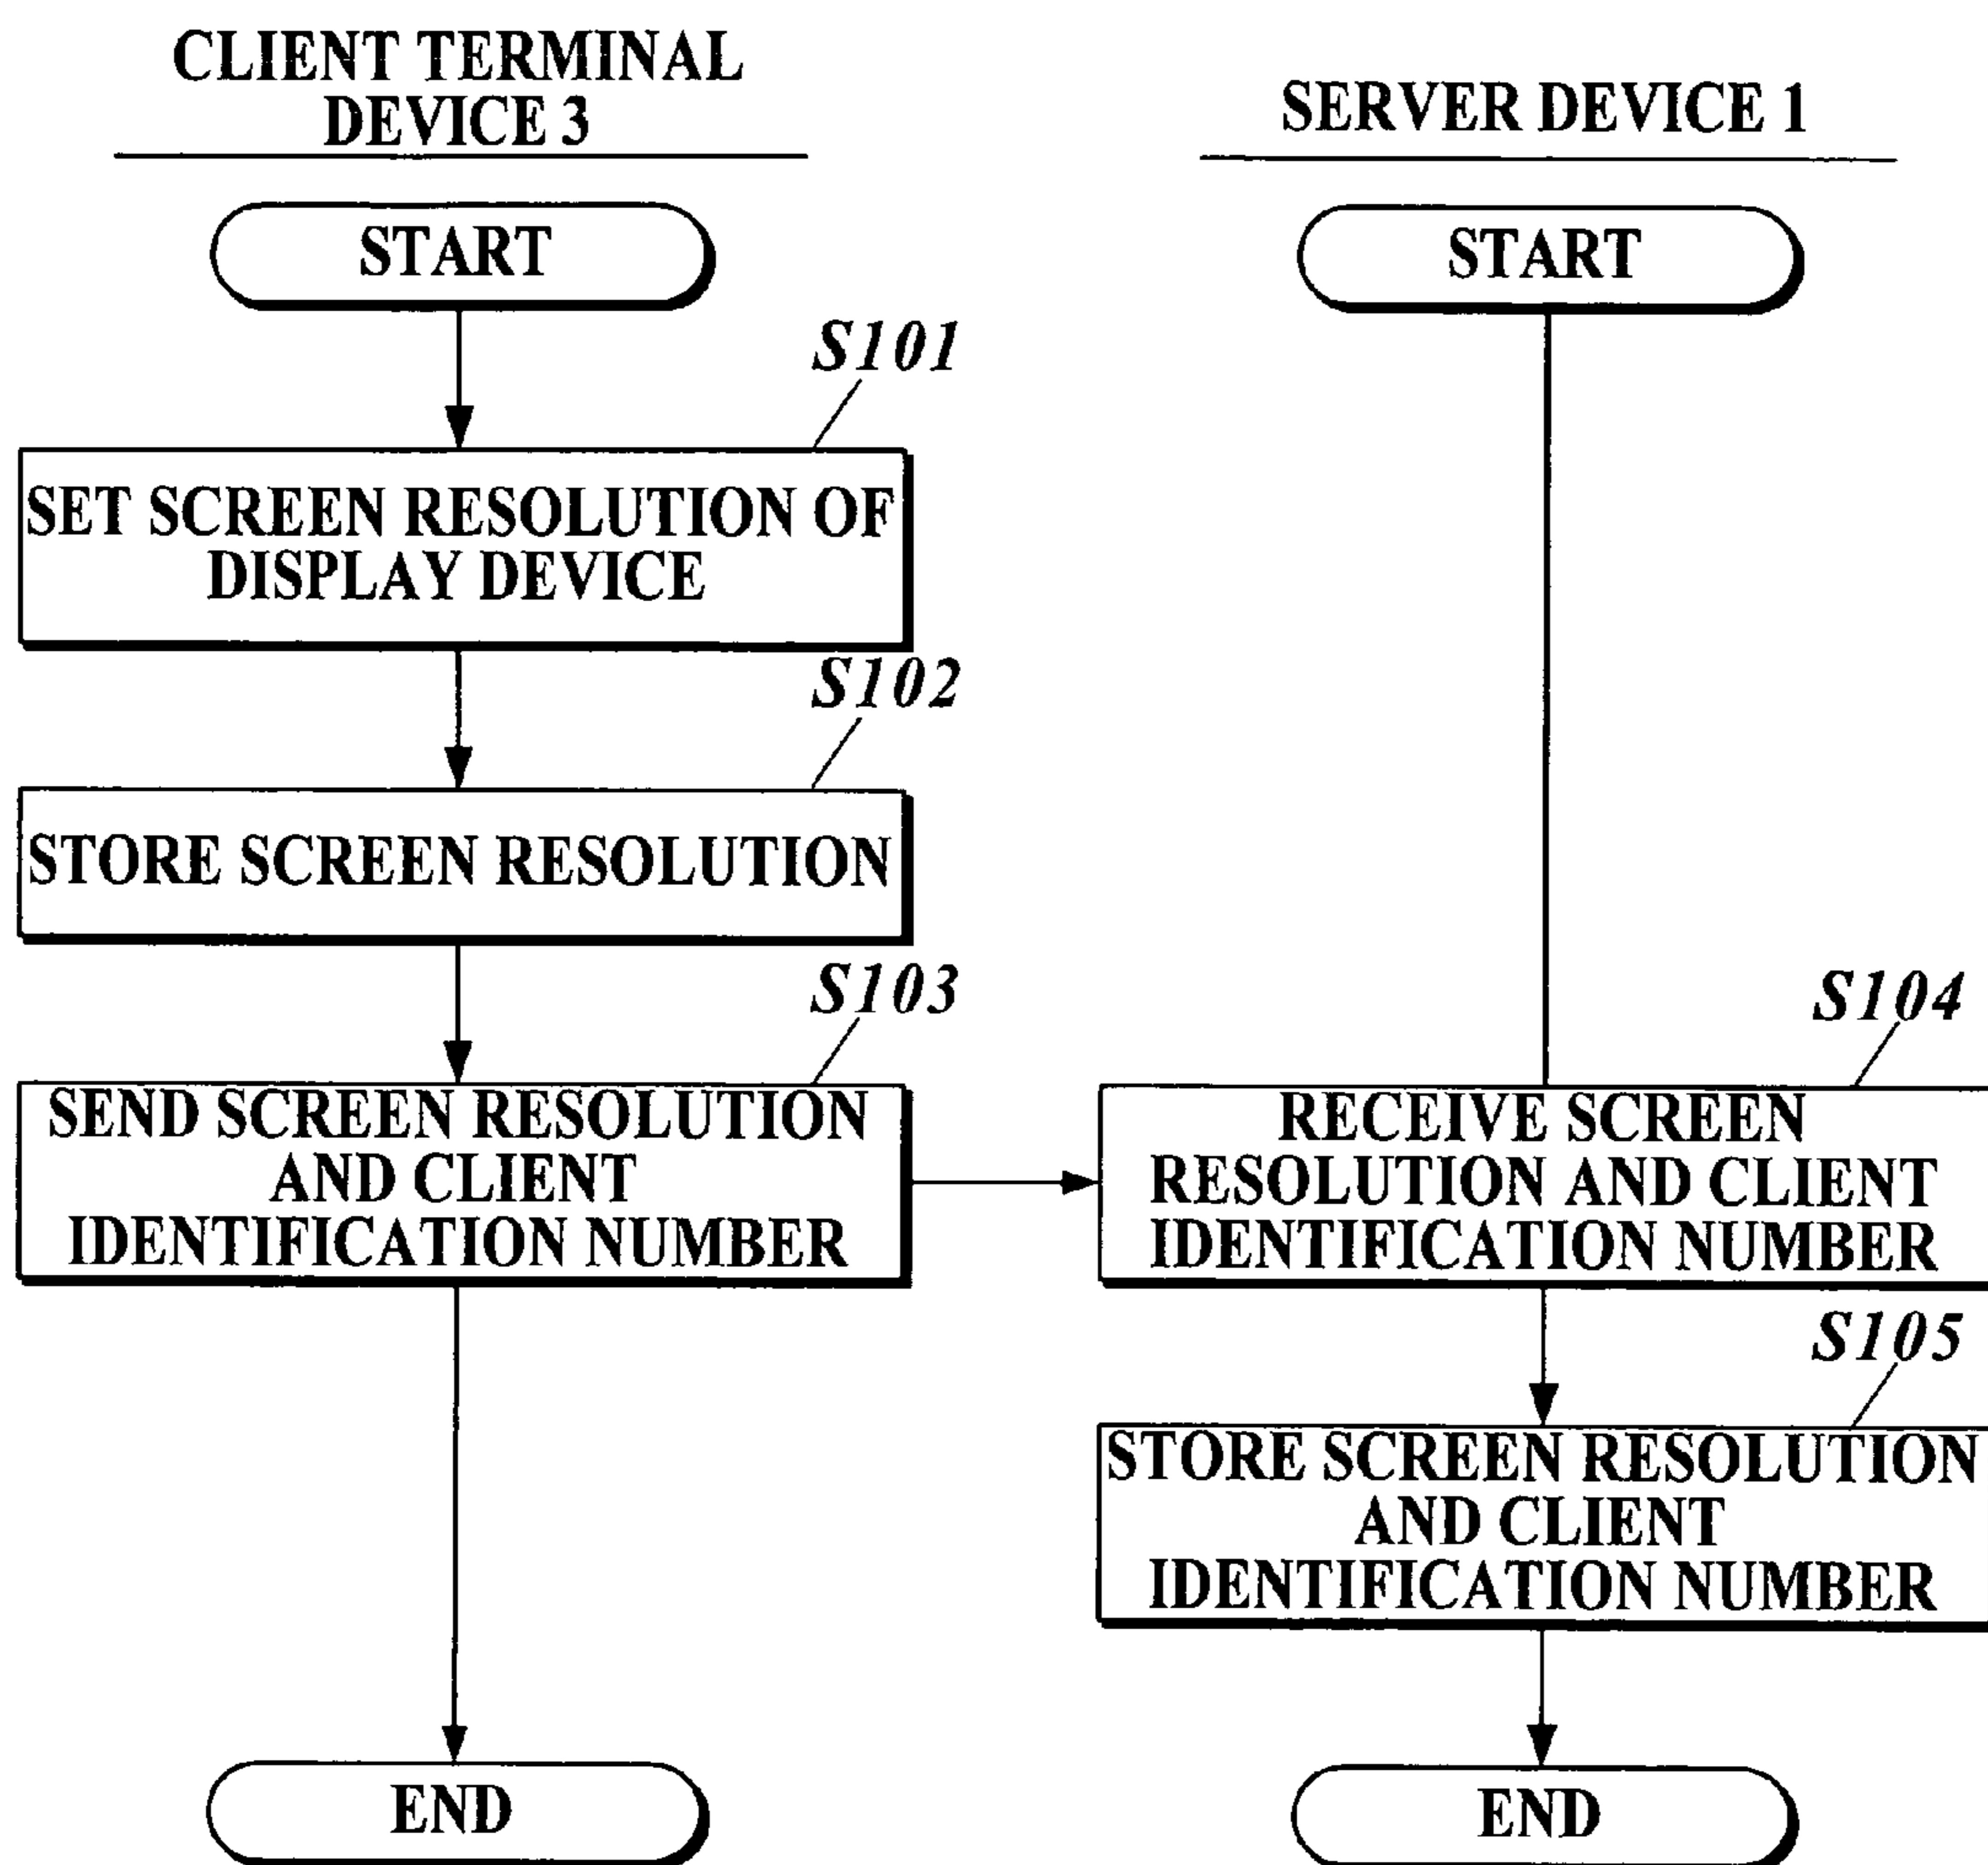 CLIENT TERMINAL
DEVICE 3
START
S101
SET SCREEN RESOLUTION OF
DISPLAY DEVICE
S102
STORE SCREEN RESOLUTION
S103
SEND SCREEN RESOLUTION
AND CLIENT
IDENTIFICATION NUMBER
END
SERVER DEVICE 1
START
S104
RECEIVE SCREEN
RESOLUTION AND CLIENT
IDENTIFICATION NUMBER
S105
STORE SCREEN RESOLUTION
AND CLIENT
IDENTIFICATION NUMBER
END